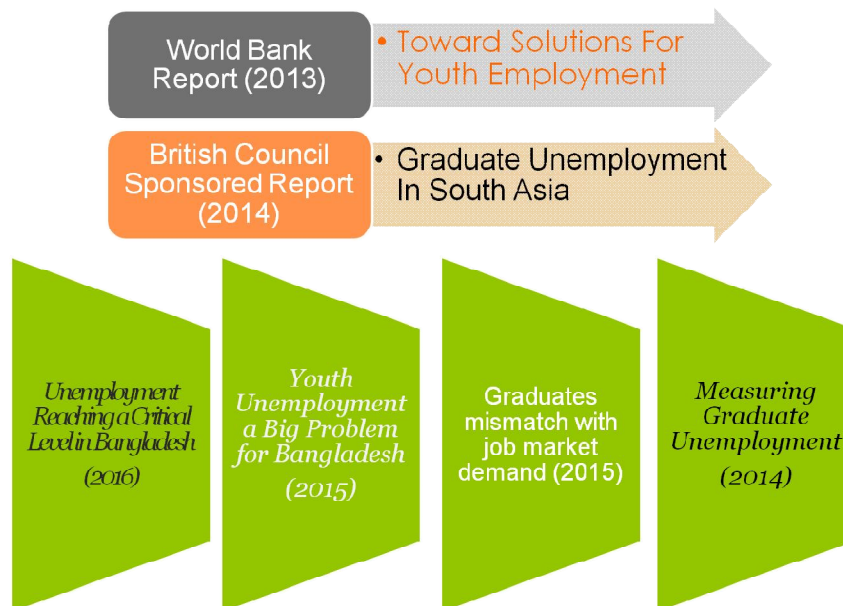 World Bank
Report (2013)
• Toward Solutions For
Youth Employment
British Council
Sponsored Report
(2014)
• Graduate Unemployment
In South Asia
Unemployment
Reaching a Critical
Level in Bangladesh
(2016)
Youth
Unemployment
a Big Problem
for Bangladesh
(2015)
Graduates
mismatch with
job market
demand (2015)
Measuring
Graduate
Unemployment
(2014)